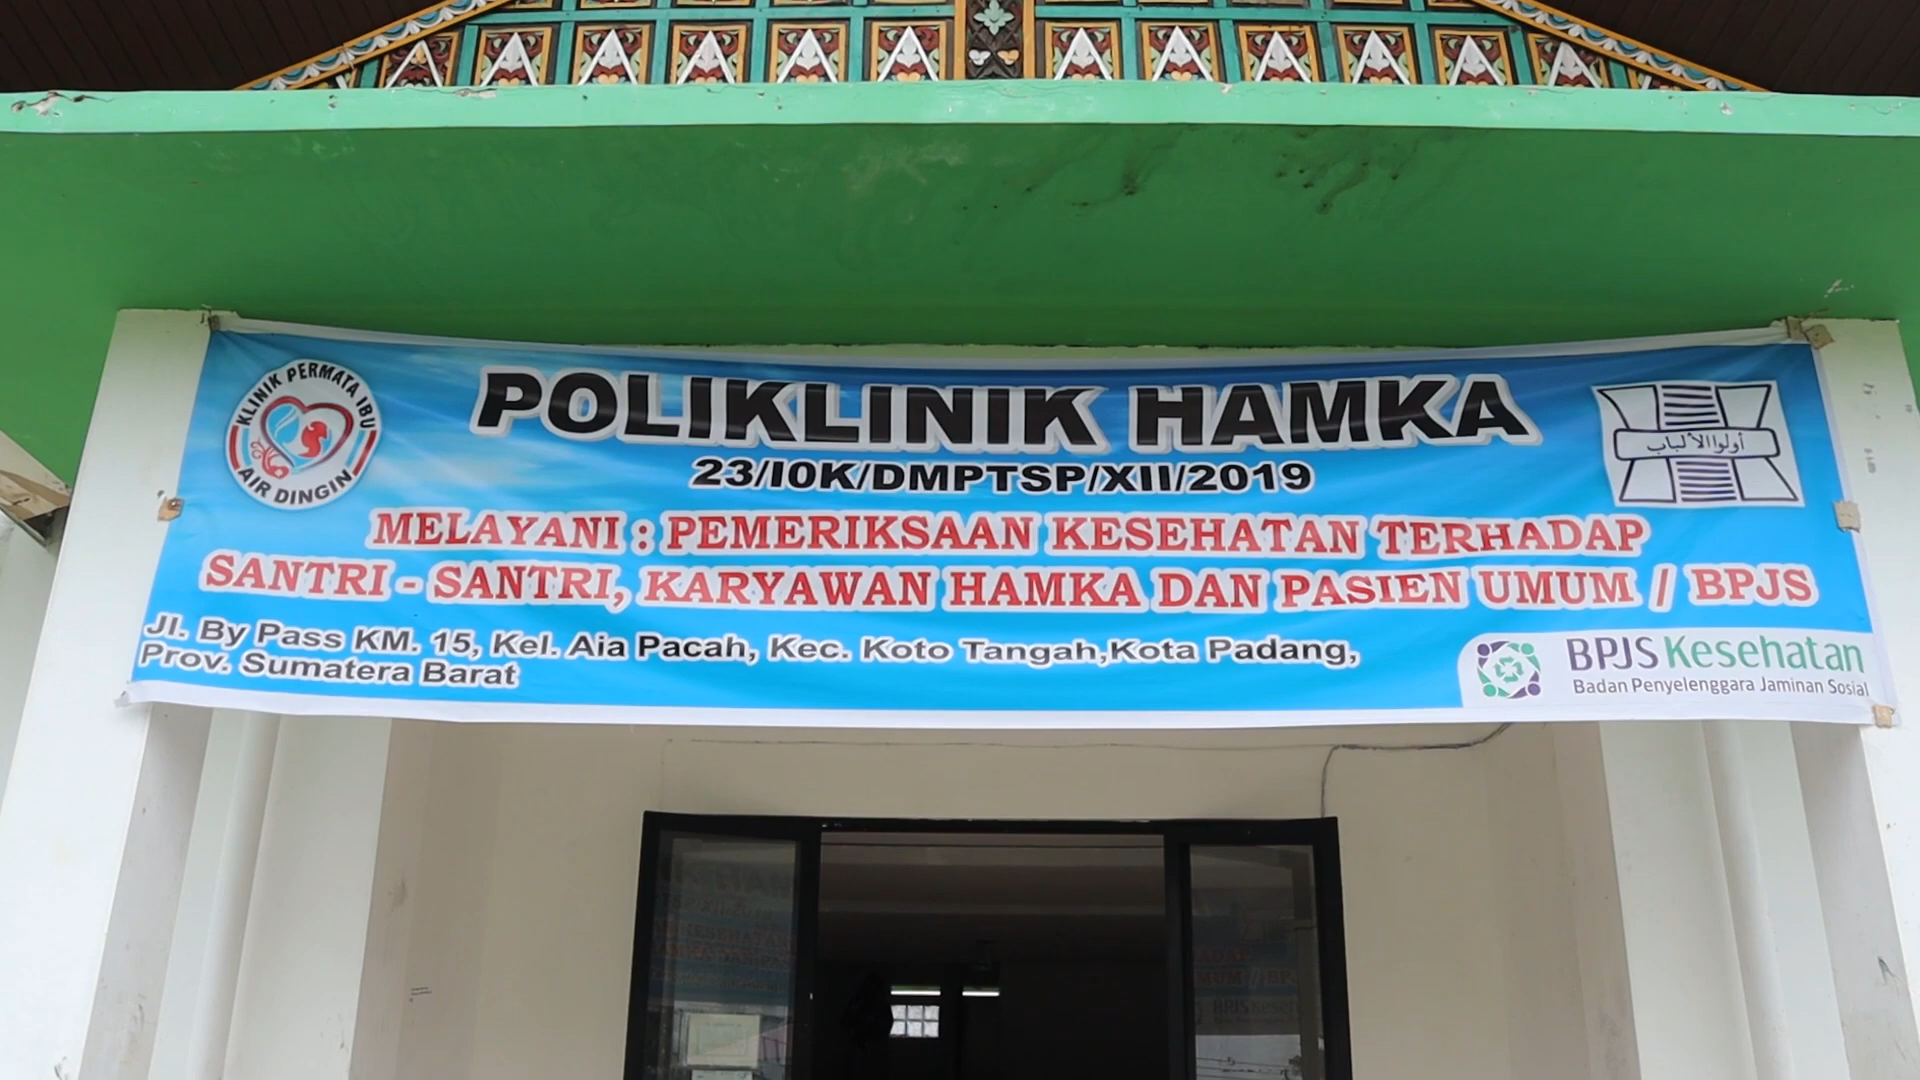 KLINIK PERMATA IBU
AIR DINGIN
POLIKLINIK HAMKA
23/I0K/DMPTSP/XII/2019
أولوا الألباب
MELAYANI : PEMERIKSAAN KESEHATAN TERHADAP
SANTRI - SANTRI, KARYAWAN HAMKA DAN PASIEN UMUM / BPJS
Jl. By Pass KM. 15, Kel. Aia Pacah, Kec. Koto Tangah,Kota Padang,
Prov. Sumatera Barat
BPJS Kesehatan
Badan Penyelenggara Jaminan Sosial